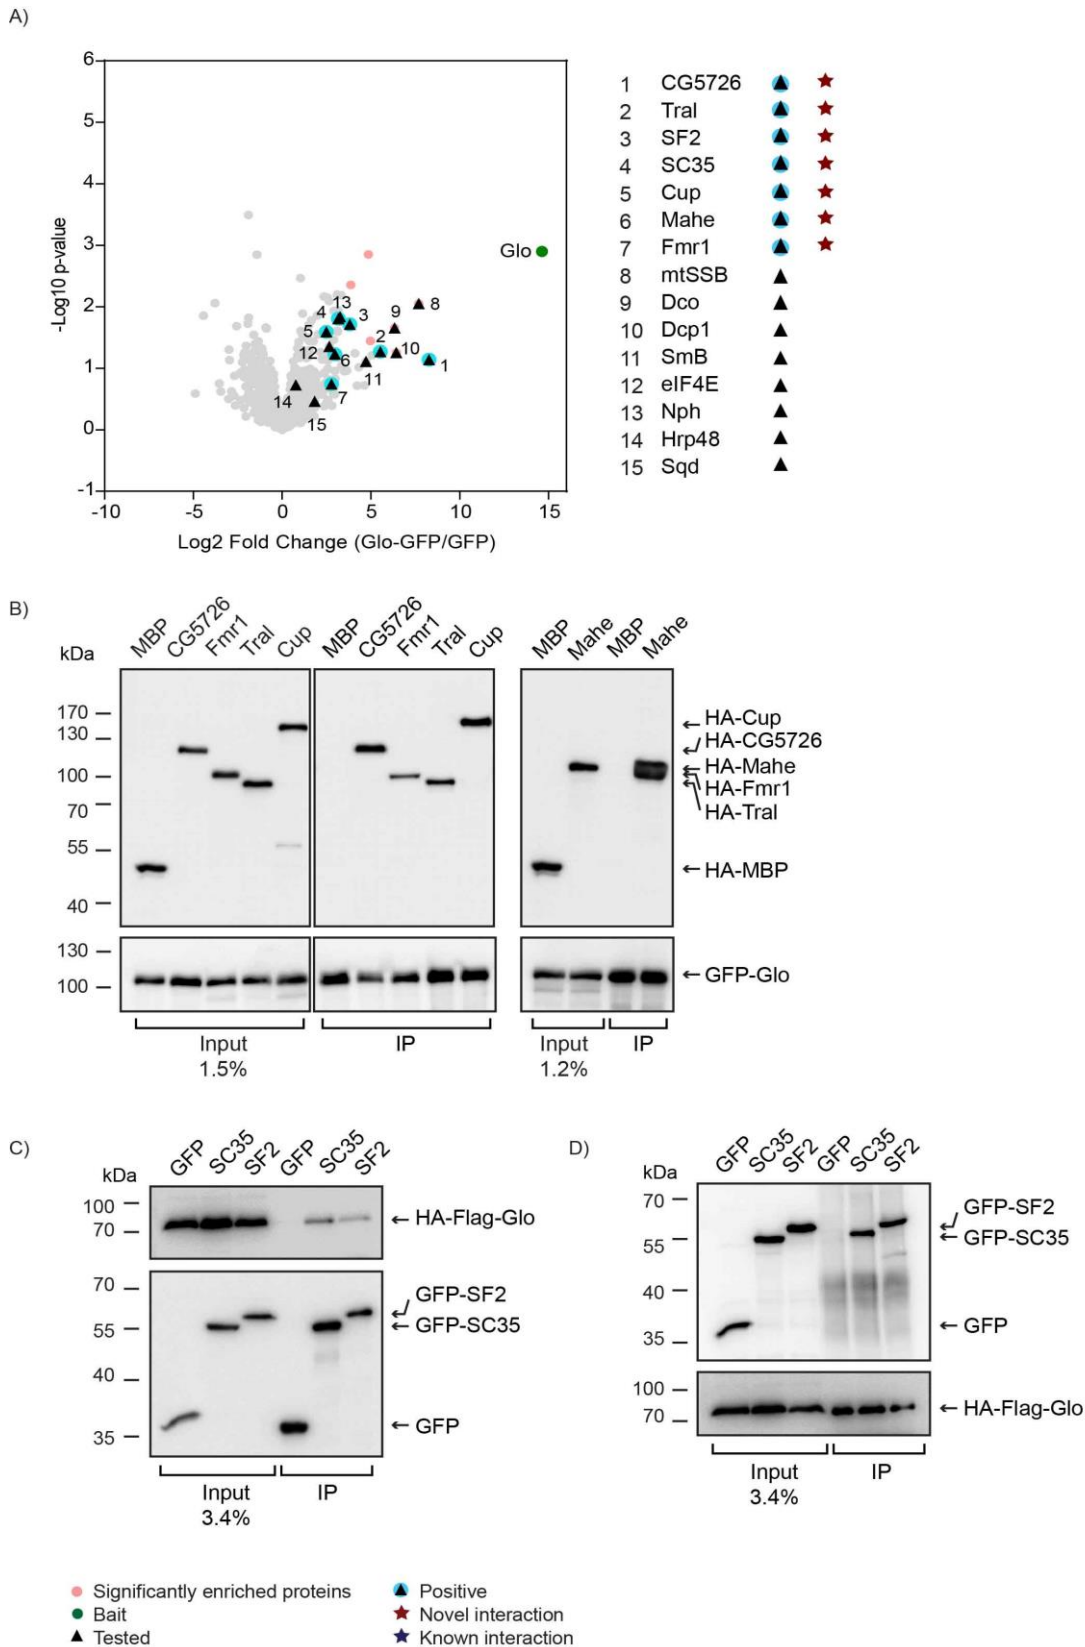 A)
6
5
4
3
2
1
0
-1
-Log10 p-value
-10 -5 0 5 10 15
Log2 Fold Change (Glo-GFP/GFP)
Glo
13
4
3
9
8
5
2
12
6
10
11
1
14
7
15
1 CG5726
2 Tral
3 SF2
4 SC35
5 Cup
6 Mahe
7 Fmr1
8 mtSSB
9 Dco
10 Dcp1
11 SmB
12 eIF4E
13 Nph
14 Hrp48
15 Sqd
B)
kDa
MBP CG5726 Fmr1 Tral Cup MBP CG5726 Fmr1 Tral Cup MBP Mahe MBP Mahe
170
130
100
70
55
40
HA-Cup
HA-CG5726
HA-Mahe
HA-Fmr1
HA-Tral
HA-MBP
130
100
GFP-Glo
Input IP Input IP
1.5% 1.2%
C)
kDa
GFP SC35 SF2 GFP SC35 SF2
100
70
HA-Flag-Glo
70
55
40
35
GFP-SF2
GFP-SC35
GFP
Input IP
3.4%
D)
kDa
GFP SC35 SF2 GFP SC35 SF2
70
55
40
35
GFP-SF2
GFP-SC35
GFP
100
70
HA-Flag-Glo
Input IP
3.4%
Significantly enriched proteins Positive
Bait Novel interaction
Tested Known interaction